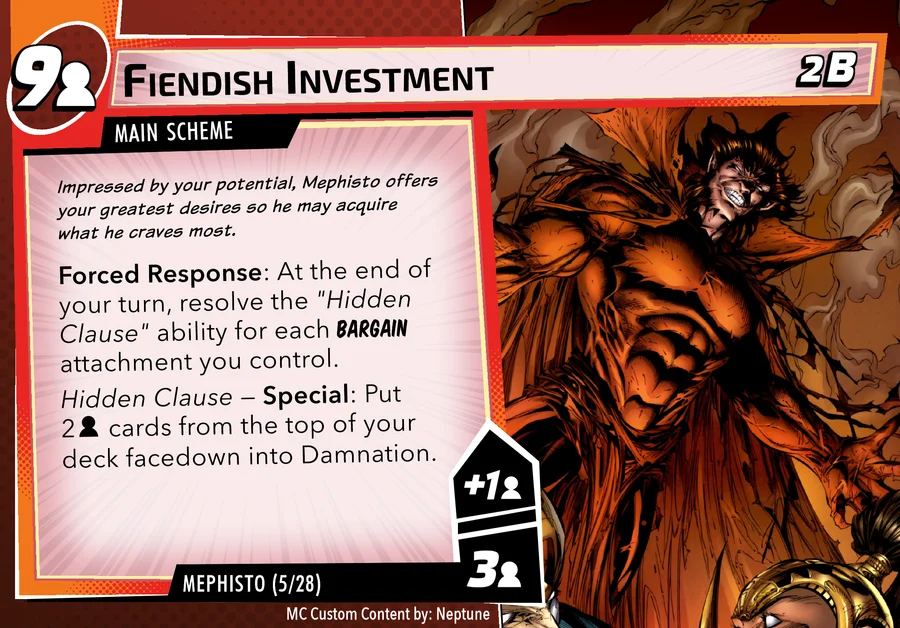 9
FIENDISH INVESTMENT
2B
MAIN SCHEME
Impressed by your potential, Mephisto offers
your greatest desires so he may acquire
what he craves most.
Forced Response: At the end of
your turn, resolve the "Hidden
Clause" ability for each BARGAIN
attachment you control.
Hidden Clause – Special: Put
2 cards from the top of your
deck facedown into Damnation.
+1
3
MEPHISTO (5/28)
MC Custom Content by: Neptune